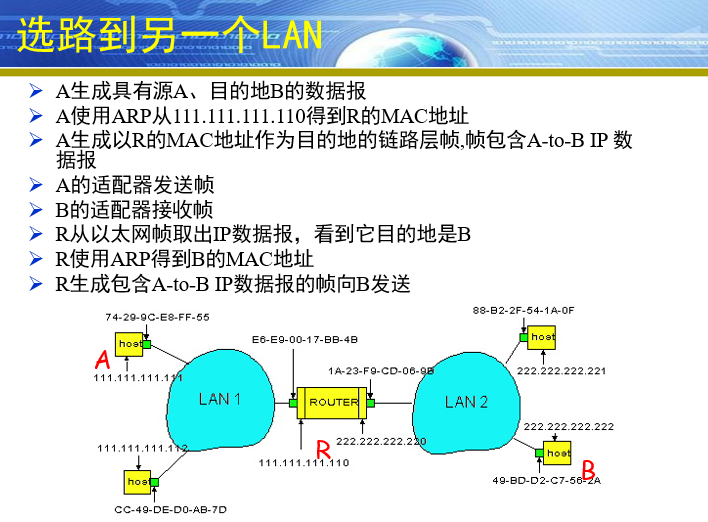 选路到另一个LAN
A生成具有源A、目的地B的数据报
A使用ARP从111.111.111.110得到R的MAC地址
A生成以R的MAC地址作为目的地的链路层帧,帧包含A-to-B IP 数
据报
A的适配器发送帧
B的适配器接收帧
R从以太网帧取出IP数据报，看到它目的地是B
R使用ARP得到B的MAC地址
R生成包含A-to-B IP数据报的帧向B发送
74-29-9C-E8-FF-55
88-B2-2F-54-1A-0F
host
E6-E9-00-17-BB-4B
host
A
111.111.111.111
1A-23-F9-CD-06-9B
222.222.222.221
LAN 1
ROUTER
LAN 2
222.222.222.222
111.111.111.112
R
222.222.222.220
host
111.111.111.110
B
host
49-BD-D2-C7-56-2A
CC-49-DE-D0-AB-7D